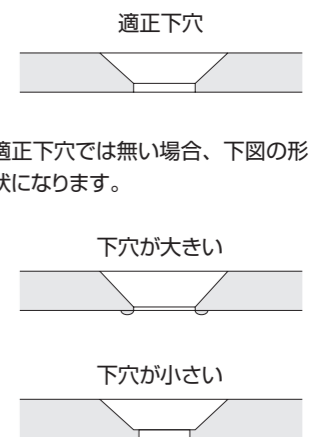 適正下穴
適正下穴では無い場合、下図の形
状になります。
下穴が大きい
下穴が小さい